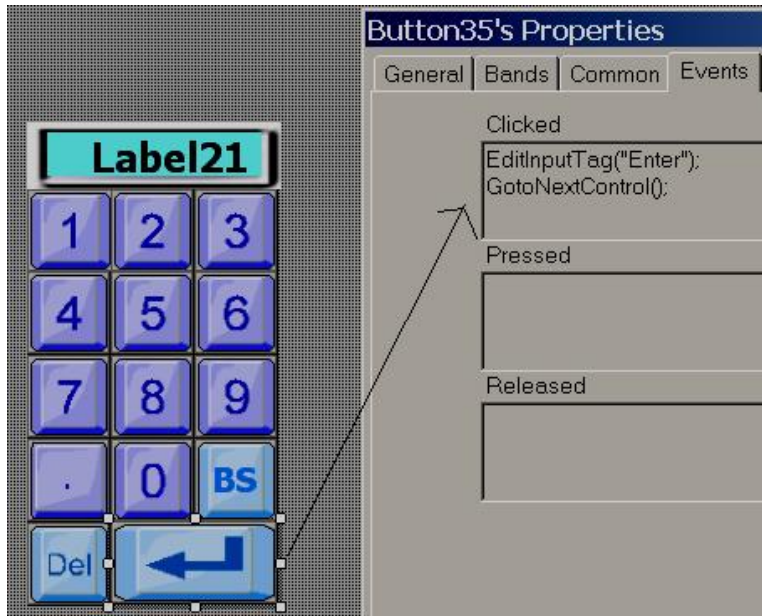 Button35's Properties
General Bands Common Events
Clicked
EditInputTag("Enter");
GotoNextControl();
Pressed
Released
Label21
1 2 3
4 5 6
7 8 9
. 0 BS
Del